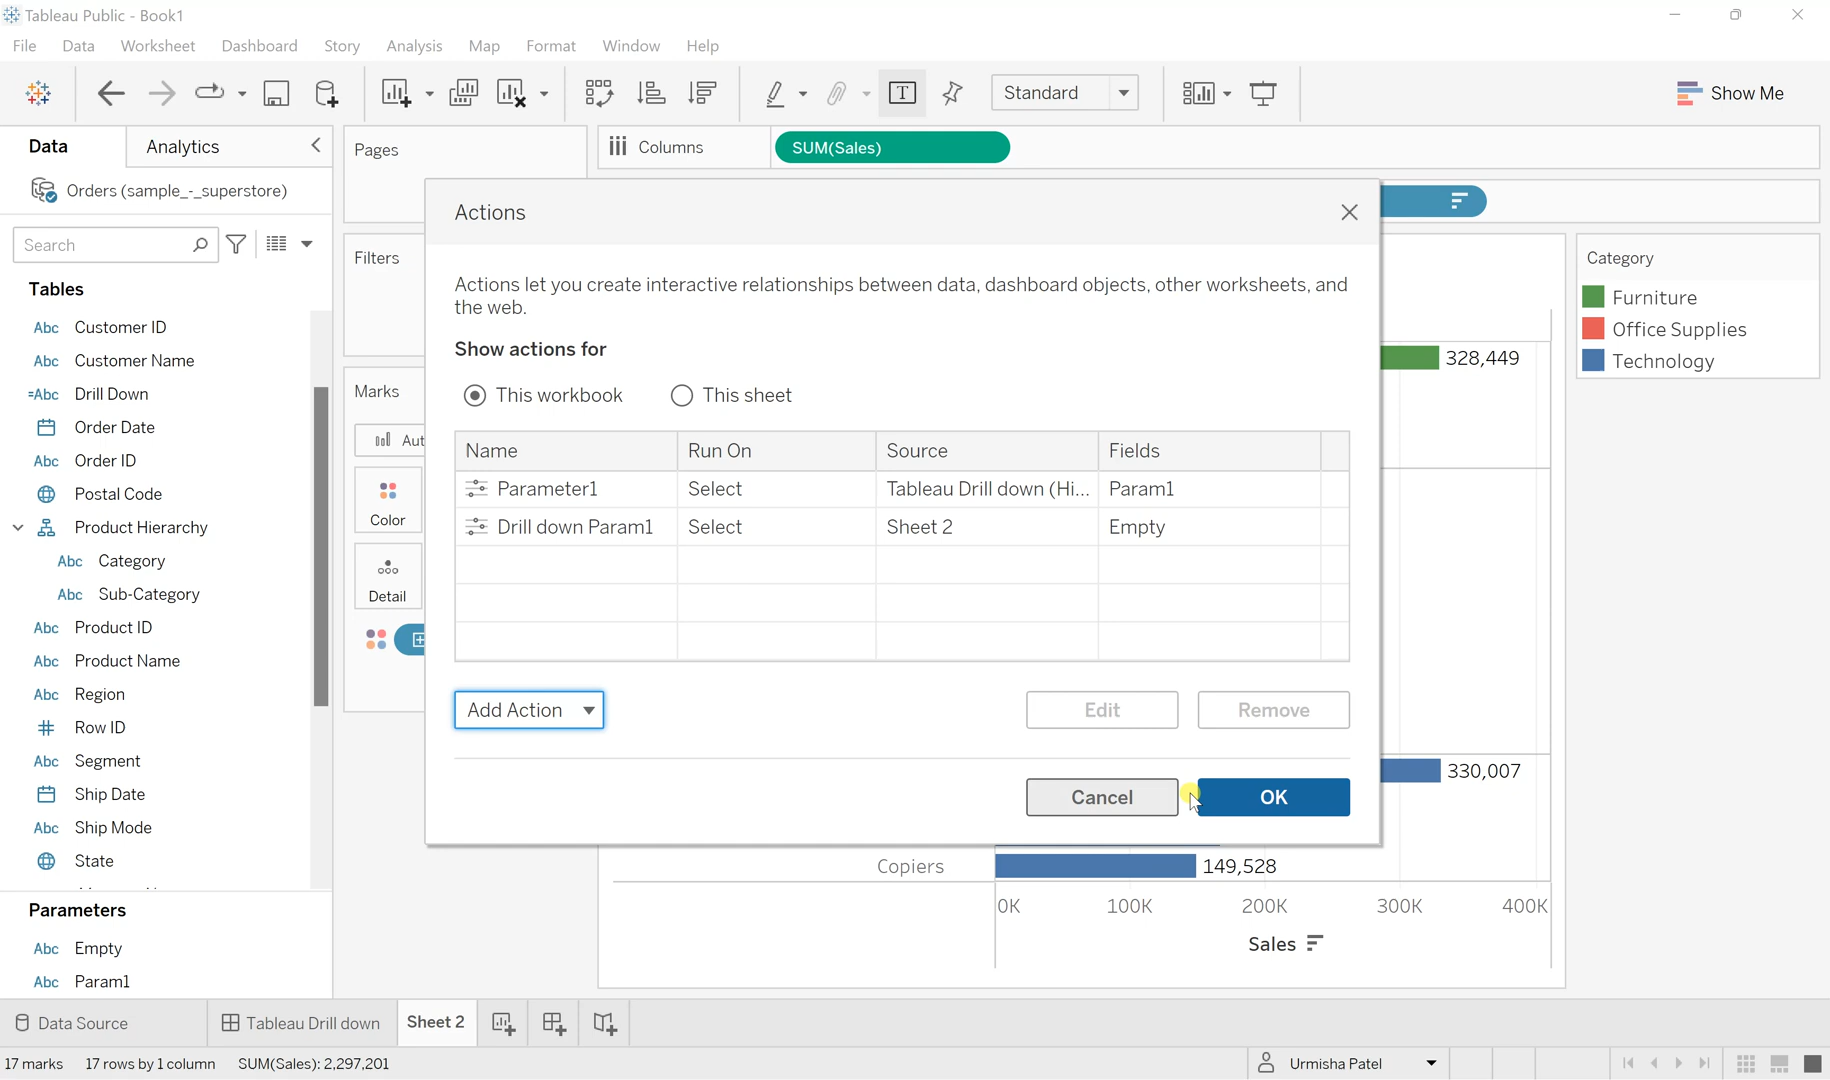 Tableau Public - Book1
File Data Worksheet Dashboard Story Analysis Map Format Window Help
Standard
Show Me
Data
Analytics
Orders (sample_-_superstore)
Search
Tables
Abc Customer ID
Abc Customer Name
=Abc Drill Down
Order Date
Abc Order ID
Postal Code
Product Hierarchy
Abc Category
Abc Sub-Category
Abc Product ID
Abc Product Name
Abc Region
# Row ID
Abc Segment
Ship Date
Abc Ship Mode
State
Parameters
Abc Empty
Abc Param1
Pages
Filters
Marks
Aut
Color
Detail
Columns
SUM(Sales)
Actions
Actions let you create interactive relationships between data, dashboard objects, other worksheets, and
the web.
Show actions for
This workbook
This sheet
Name Run On Source Fields
Parameter1 Select Tableau Drill down (Hi... Param1
Drill down Param1 Select Sheet 2 Empty
Add Action
Edit
Remove
Cancel
OK
328,449
330,007
Copiers
149,528
0K 100K 200K 300K 400K
Sales
Category
Furniture
Office Supplies
Technology
Data Source
Tableau Drill down
Sheet 2
17 marks 17 rows by 1 column SUM(Sales): 2,297,201
Urmisha Patel